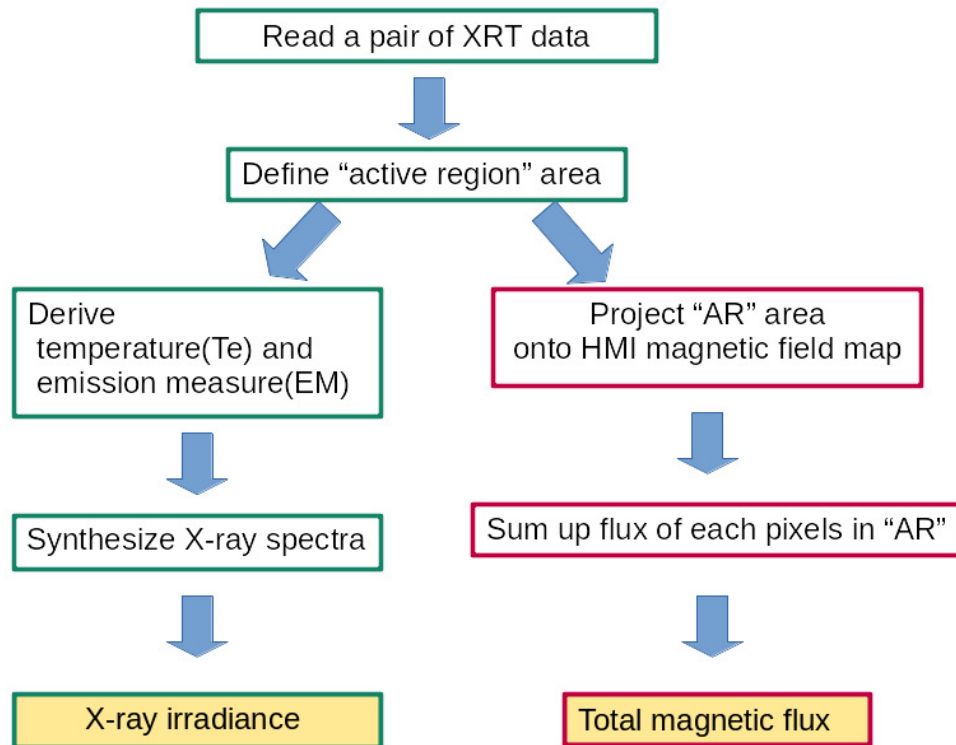 Read a pair of XRT data
Define “active region” area
Derive
temperature(Te) and
emission measure(EM)
Project “AR” area
onto HMI magnetic field map
Synthesize X-ray spectra
Sum up flux of each pixels in “AR”
X-ray irradiance
Total magnetic flux